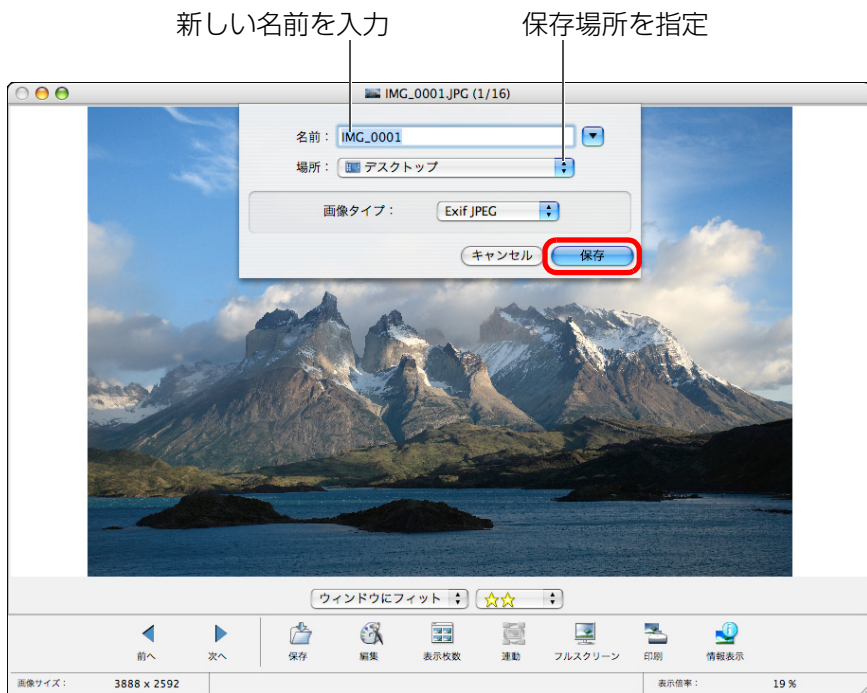 新しい名前を入力
保存場所を指定
IMG_0001.JPG (1/16)
名前：
IMG_0001
場所：
デスクトップ
画像タイプ：
Exif JPEG
キャンセル
保存
ウィンドウにフィット
前へ
次へ
保存
編集
表示枚数
連動
フルスクリーン
印刷
情報表示
画像サイズ：
3888 x 2592
表示倍率：
19 %